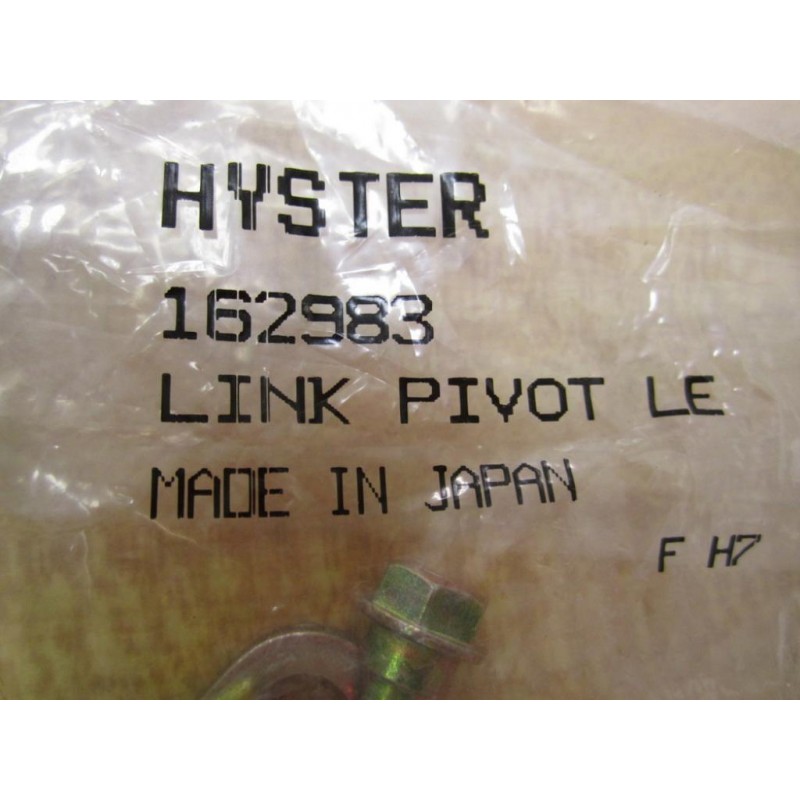 HYSTER
162983
LINK PIVOT LE
MADE IN JAPAN
F H7